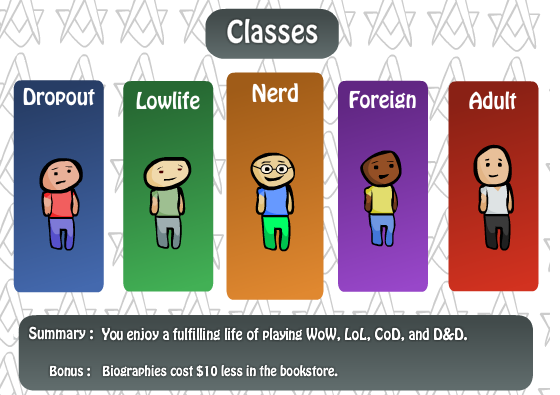 Classes
Dropout
Lowlife
Nerd
Foreign
Adult
Summary : You enjoy a fulfilling life of playing WoW, LoL, CoD, and D&D.
Bonus : Biographies cost $10 less in the bookstore.